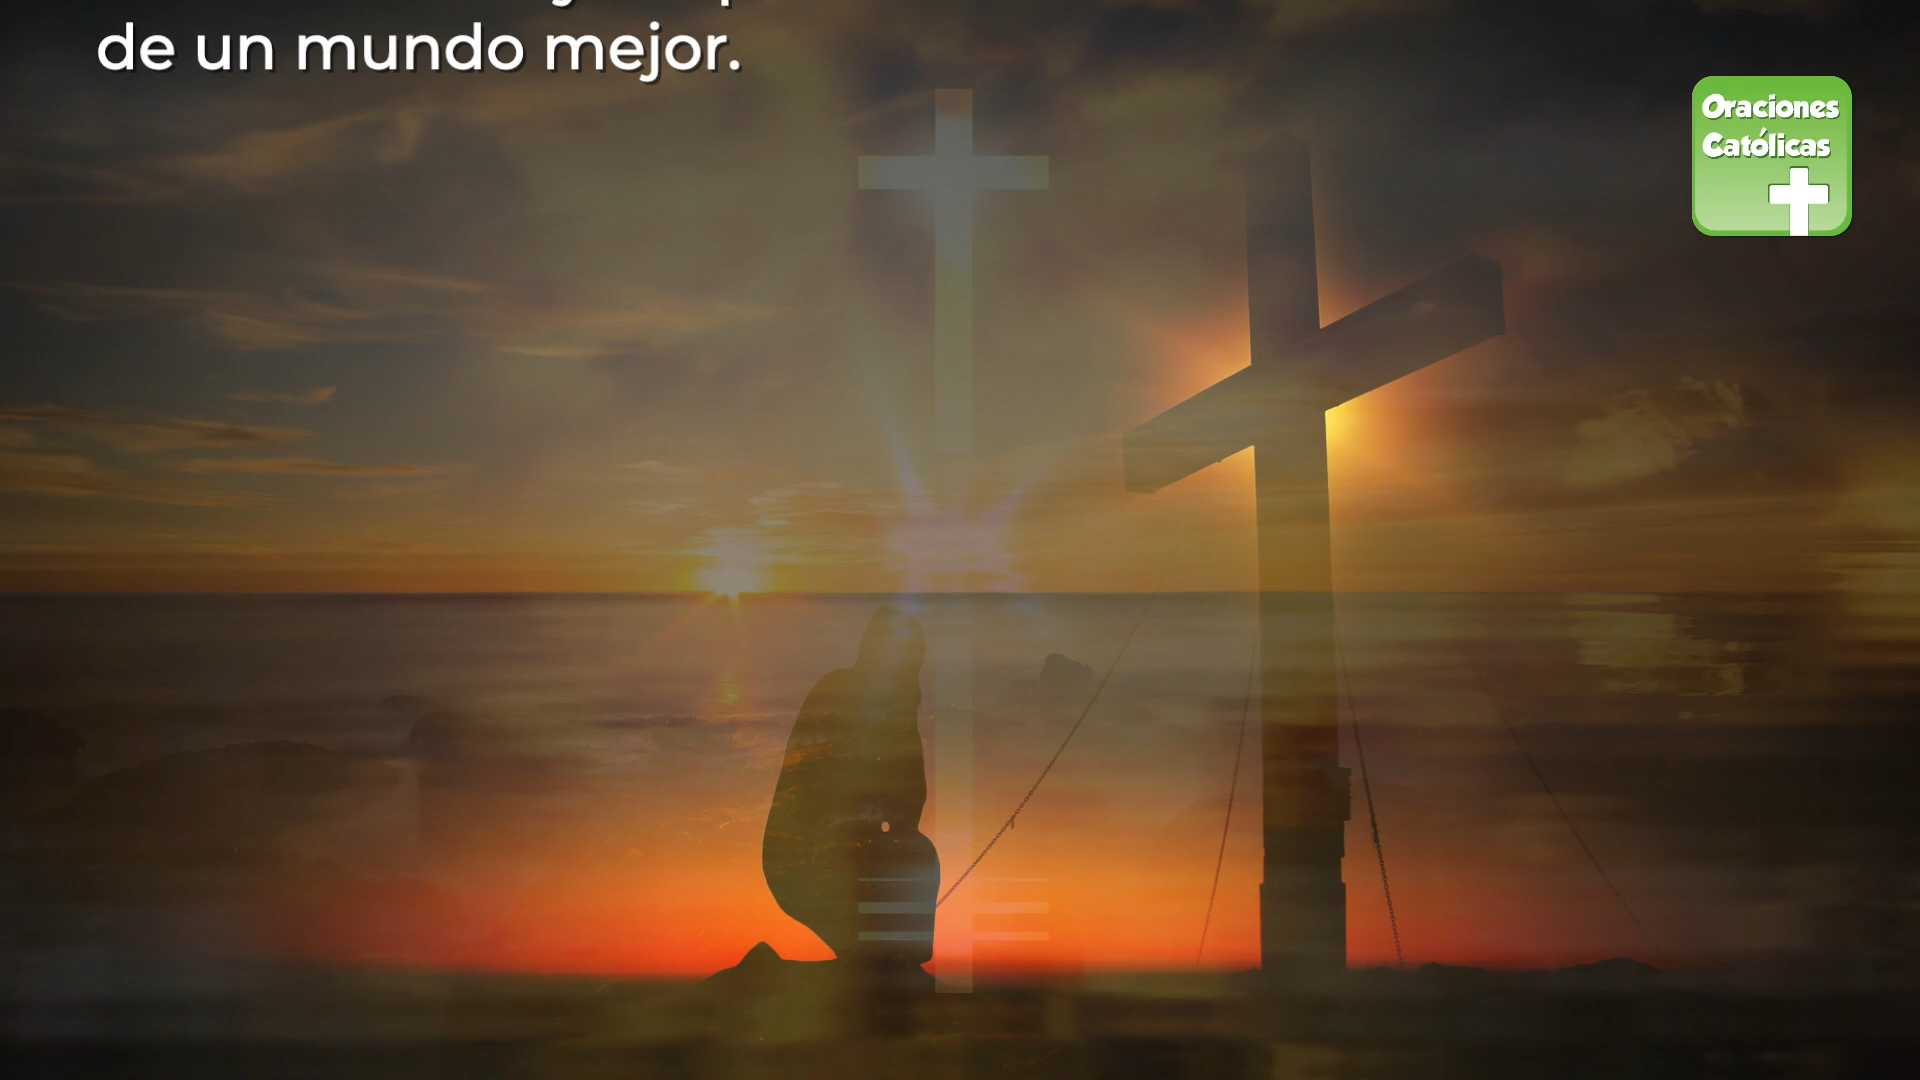 de un mundo mejor.
Oraciones
Católicas